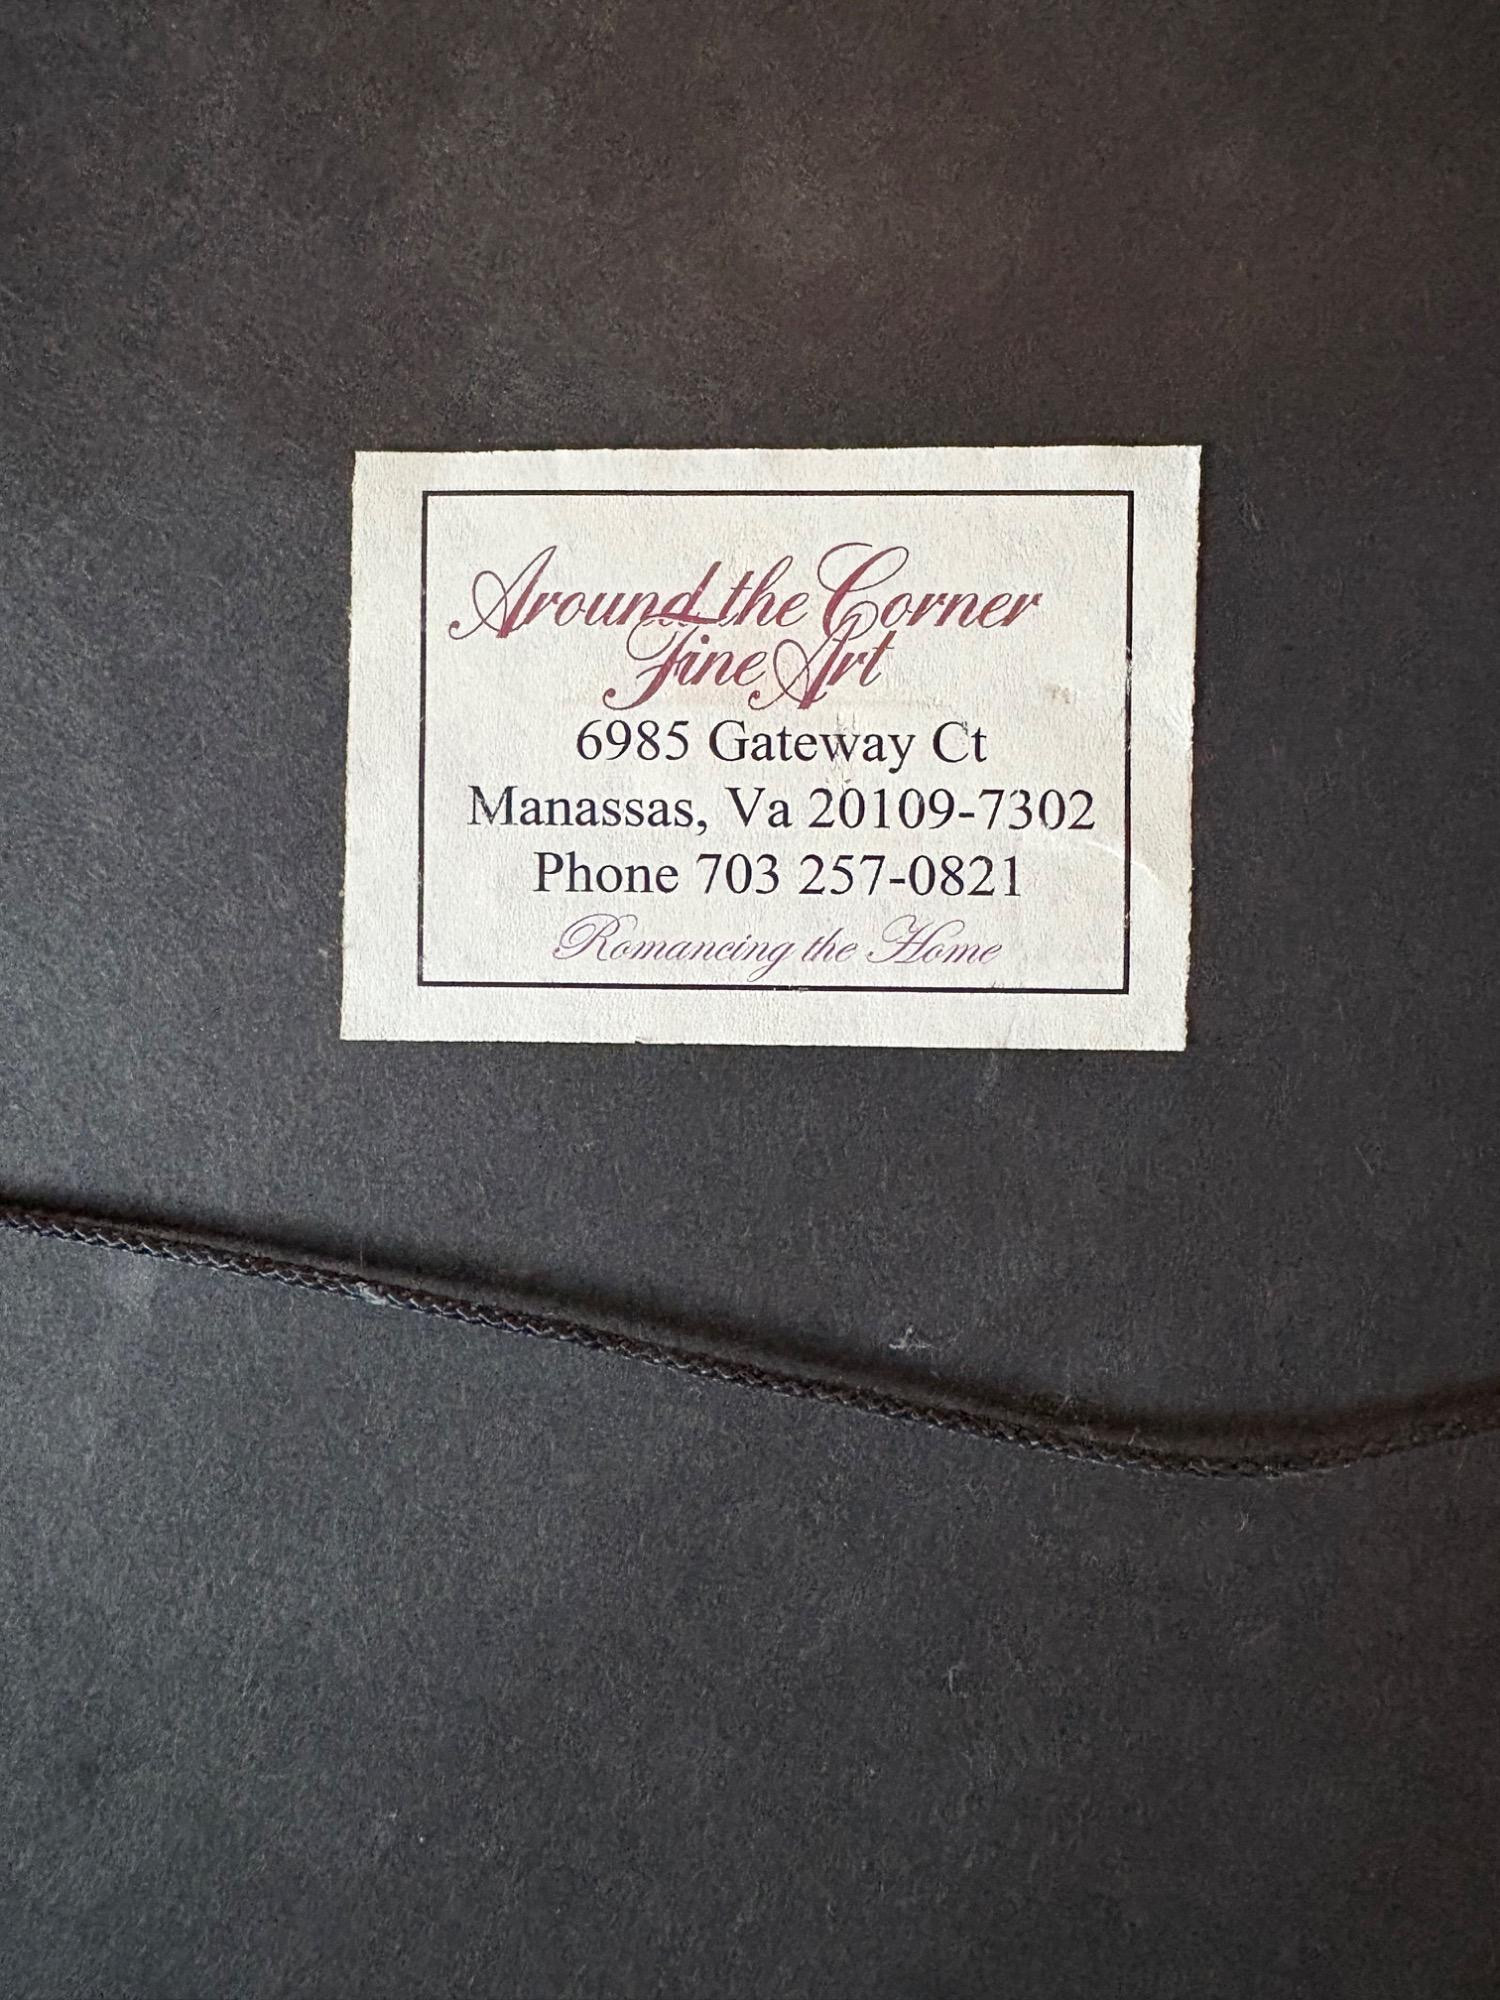 Around the Corner
Fine Art
6985 Gateway Ct
Manassas, Va 20109-7302
Phone 703 257-0821
Romancing the Home